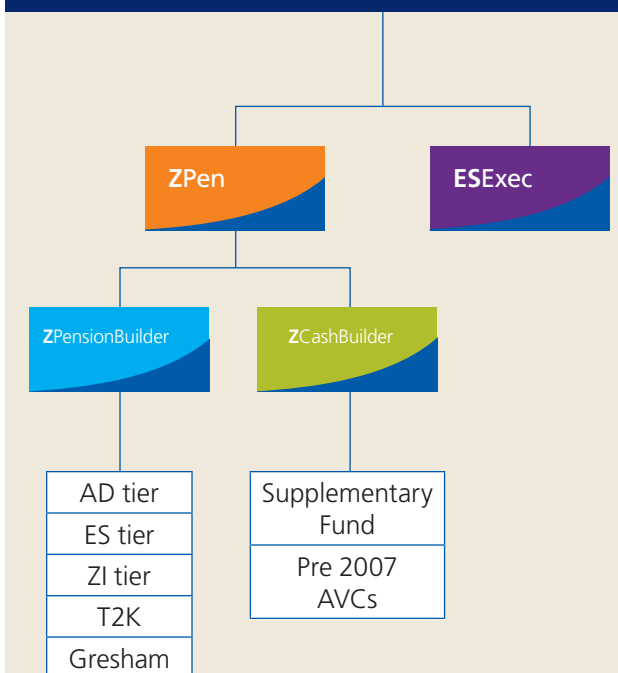 ZPen
ESExec
ZPensionBuilder
ZCashBuilder
AD tier
ES tier
ZI tier
T2K
Gresham
Supplementary
Fund
Pre 2007
AVCs